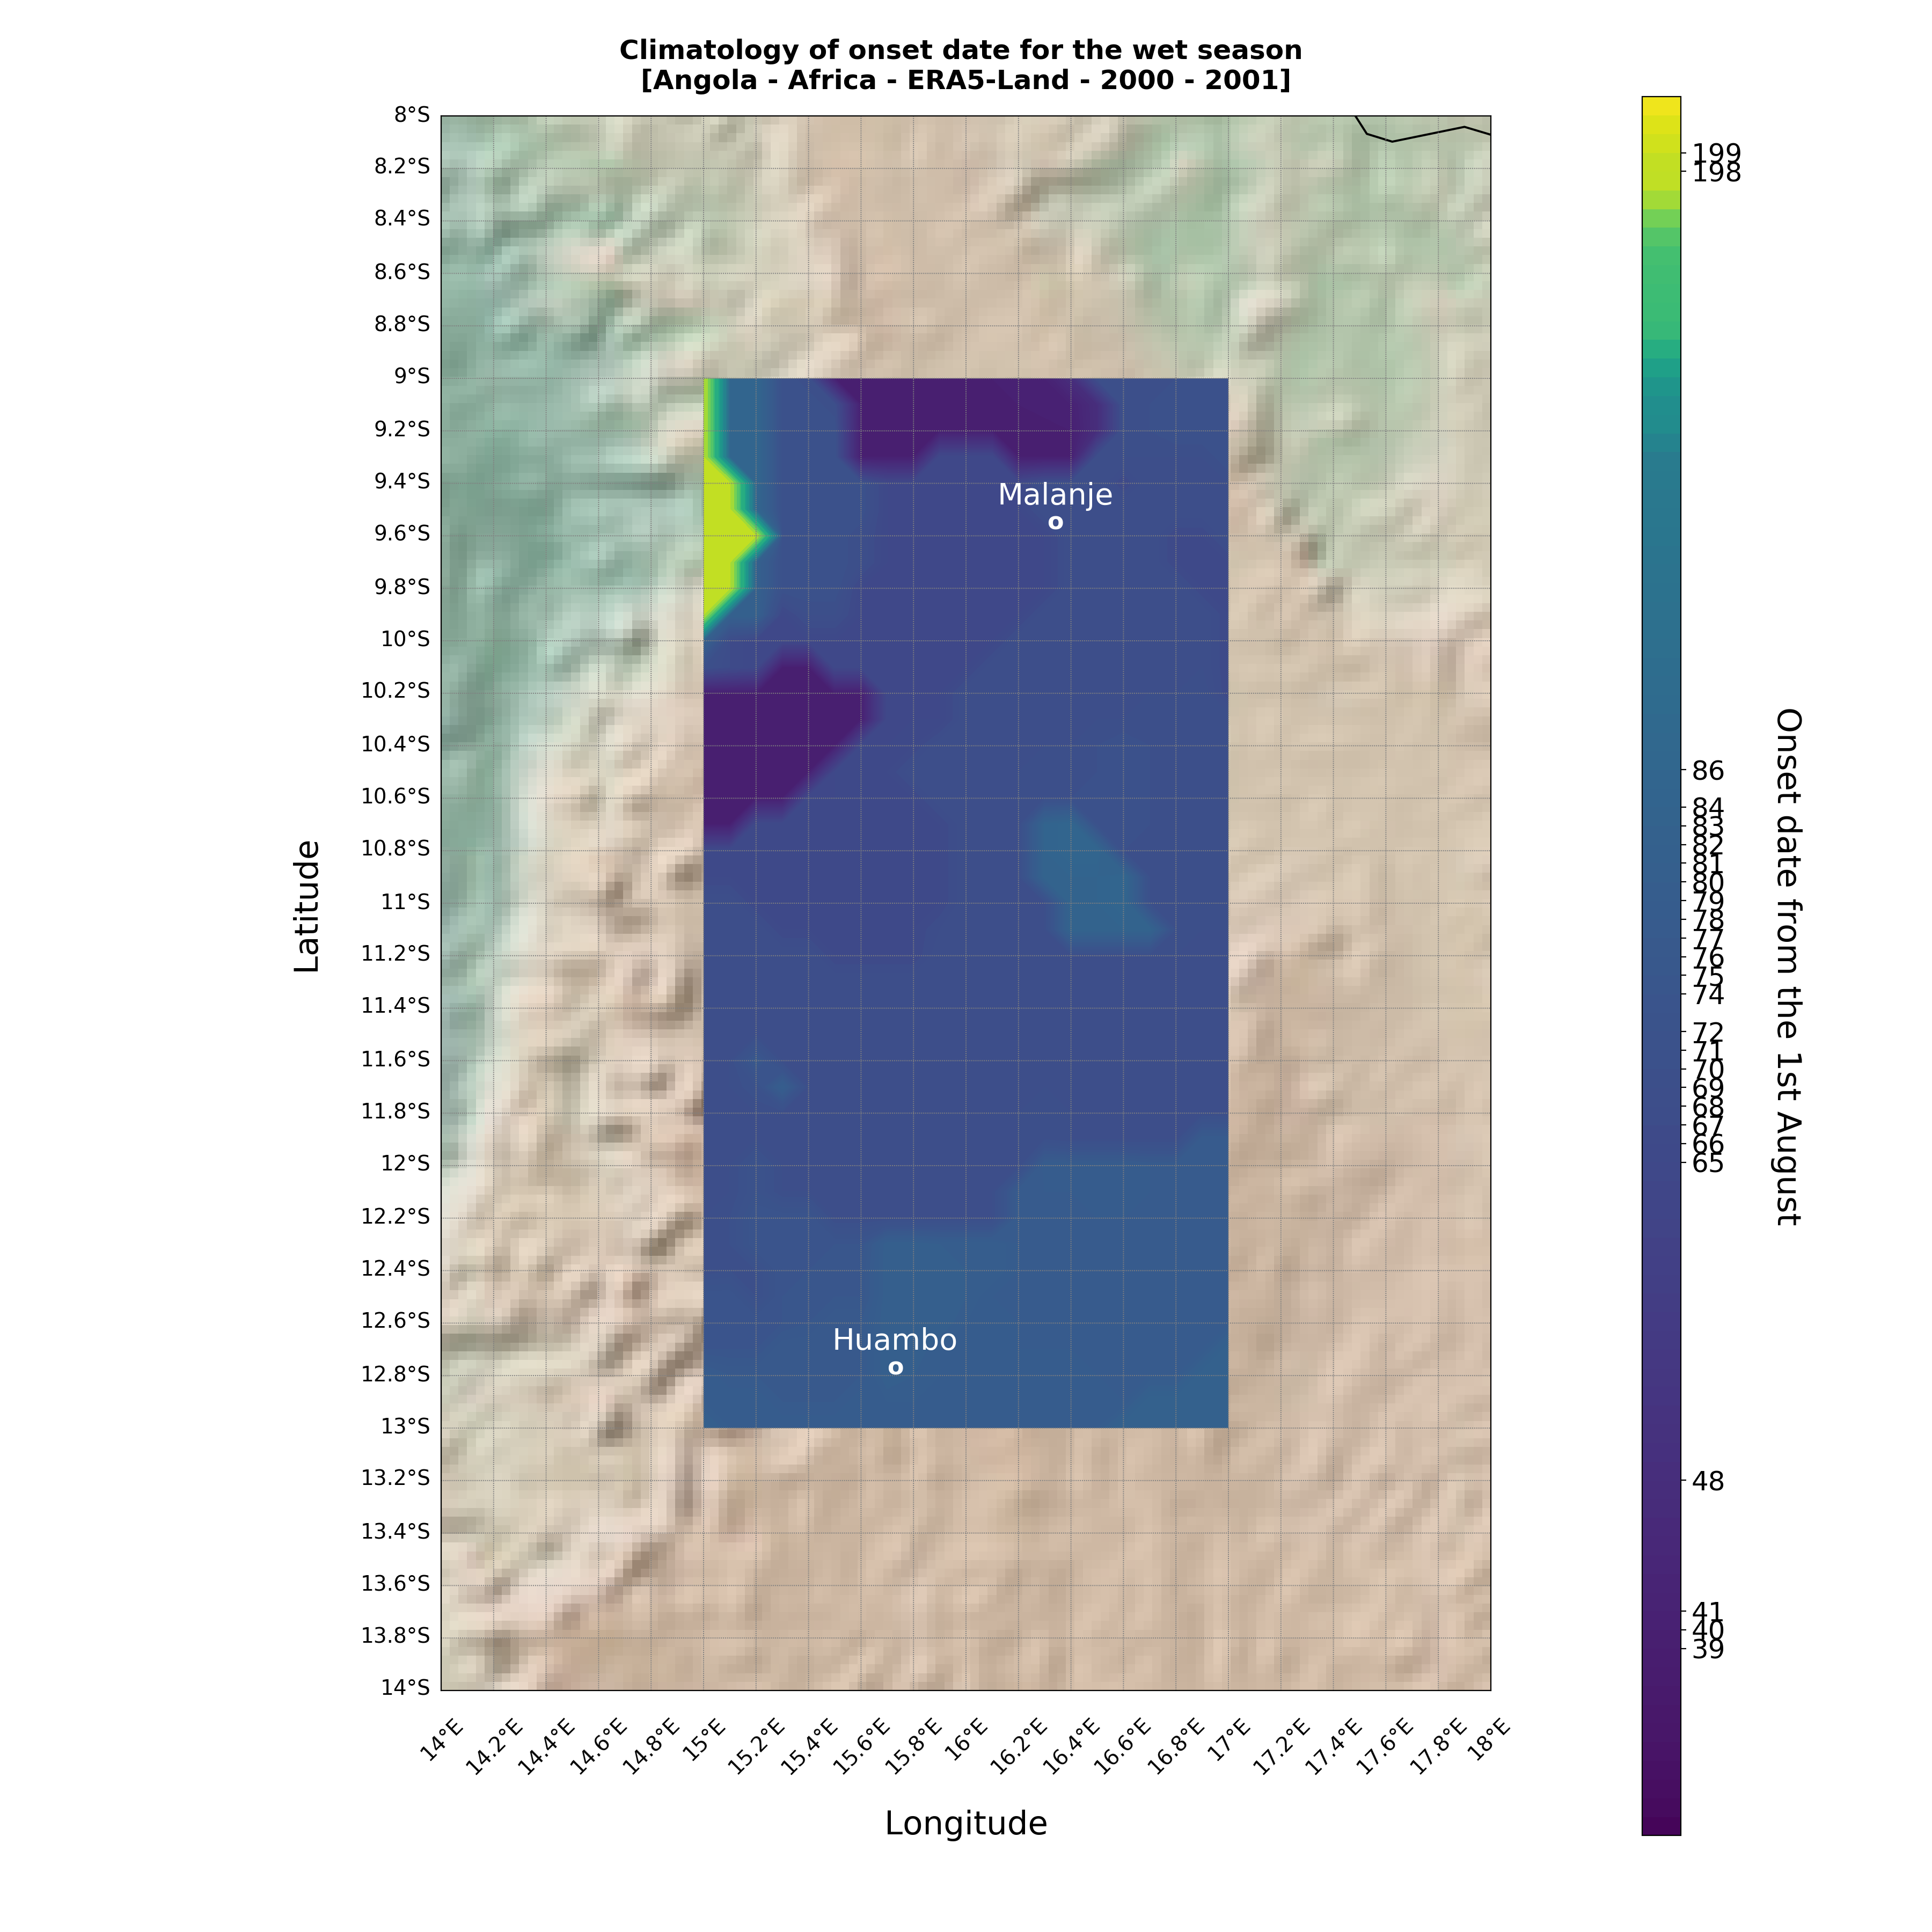 Climatology of onset date for the wet season
[Angola - Africa - ERA5-Land - 2000 - 2001]
8°S
8.2°S
8.4°S
8.6°S
8.8°S
9°S
9.2°S
9.4°S
9.6°S
9.8°S
10°S
10.2°S
10.4°S
10.6°S
10.8°S
11°S
11.2°S
11.4°S
11.6°S
11.8°S
12°S
12.2°S
12.4°S
12.6°S
12.8°S
13°S
13.2°S
13.4°S
13.6°S
13.8°S
14°S
Latitude
Malanje
o
Huambo
o
14°E
14.2°E
14.4°E
14.6°E
14.8°E
15°E
15.2°E
15.4°E
15.6°E
15.8°E
16°E
16.2°E
16.4°E
16.6°E
16.8°E
17°E
17.2°E
17.4°E
17.6°E
17.8°E
18°E
Longitude
199
198
86
84
83
82
81
80
79
78
77
76
75
74
72
71
70
69
68
67
66
65
48
41
40
39
Onset date from the 1st August